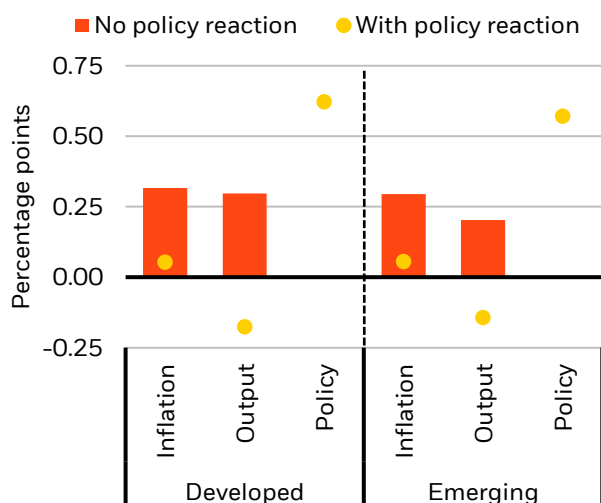 No policy reaction With policy reaction
Percentage points
0.75
0.50
0.25
0.00
-0.25
Inflation Output Policy Inflation Output Policy
Developed Emerging